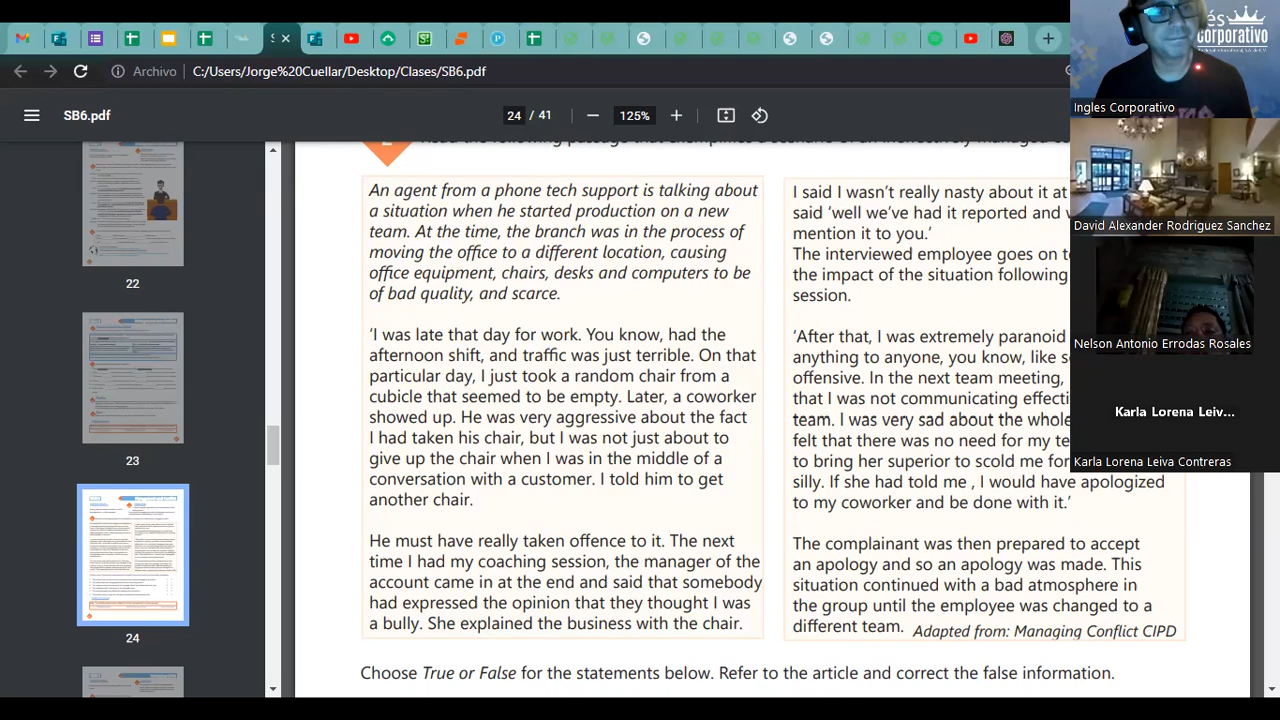 Archivo
C:/Users/Jorge%20Cuellar/Desktop/Clases/SB6.pdf
SB6.pdf
24 / 41
125%
22
23
24
An agent from a phone tech support is talking about
a situation when he started production on a new
team. At the time, the branch was in the process of
moving the office to a different location, causing
office equipment, chairs, desks and computers to be
of bad quality, and scarce.
'I was late that day for work. You know, had the
afternoon shift, and traffic was just terrible. On that
particular day, I just took a random chair from a
cubicle that seemed to be empty. Later, a coworker
showed up. He was very aggressive about the fact
I had taken his chair, but I was not just about to
give up the chair when I was in the middle of a
conversation with a customer. I told him to get
another chair.
He must have really taken offence to it. The next
time I had my coaching session, the manager of the
account came in at the end. I said that somebody
had expressed the opinion that they thought I was
a bully. She explained the business with the chair.
I said I wasn't really nasty about it at
said 'well we've had it reported and
mention it to you.'
The interviewed employee goes on
the impact of the situation following
session.
'After that, I was extremely paranoid
anything to anyone, you know, like
offensive. In the next team meeting,
that I was not communicating
team. I was very sad about the whole
felt that there was no need for my
to bring her superior to scold me for
silly. If she had told me , I would have apologized
to my coworker and be done with it.'
The complainant was then prepared to accept
an apology and so an apology was made. This
situation continued with a bad atmosphere in
the group until the employee was changed to a
different team.
Adapted from: Managing Conflict CIPD
Choose True or False for the statements below. Refer to the article and correct the false information.
és
corporativo
Ingles Corporativo
David Alexander Rodriguez Sanchez
Nelson Antonio Errodas Rosales
Karla Lorena Leiv...
Karla Lorena Leiva Contreras